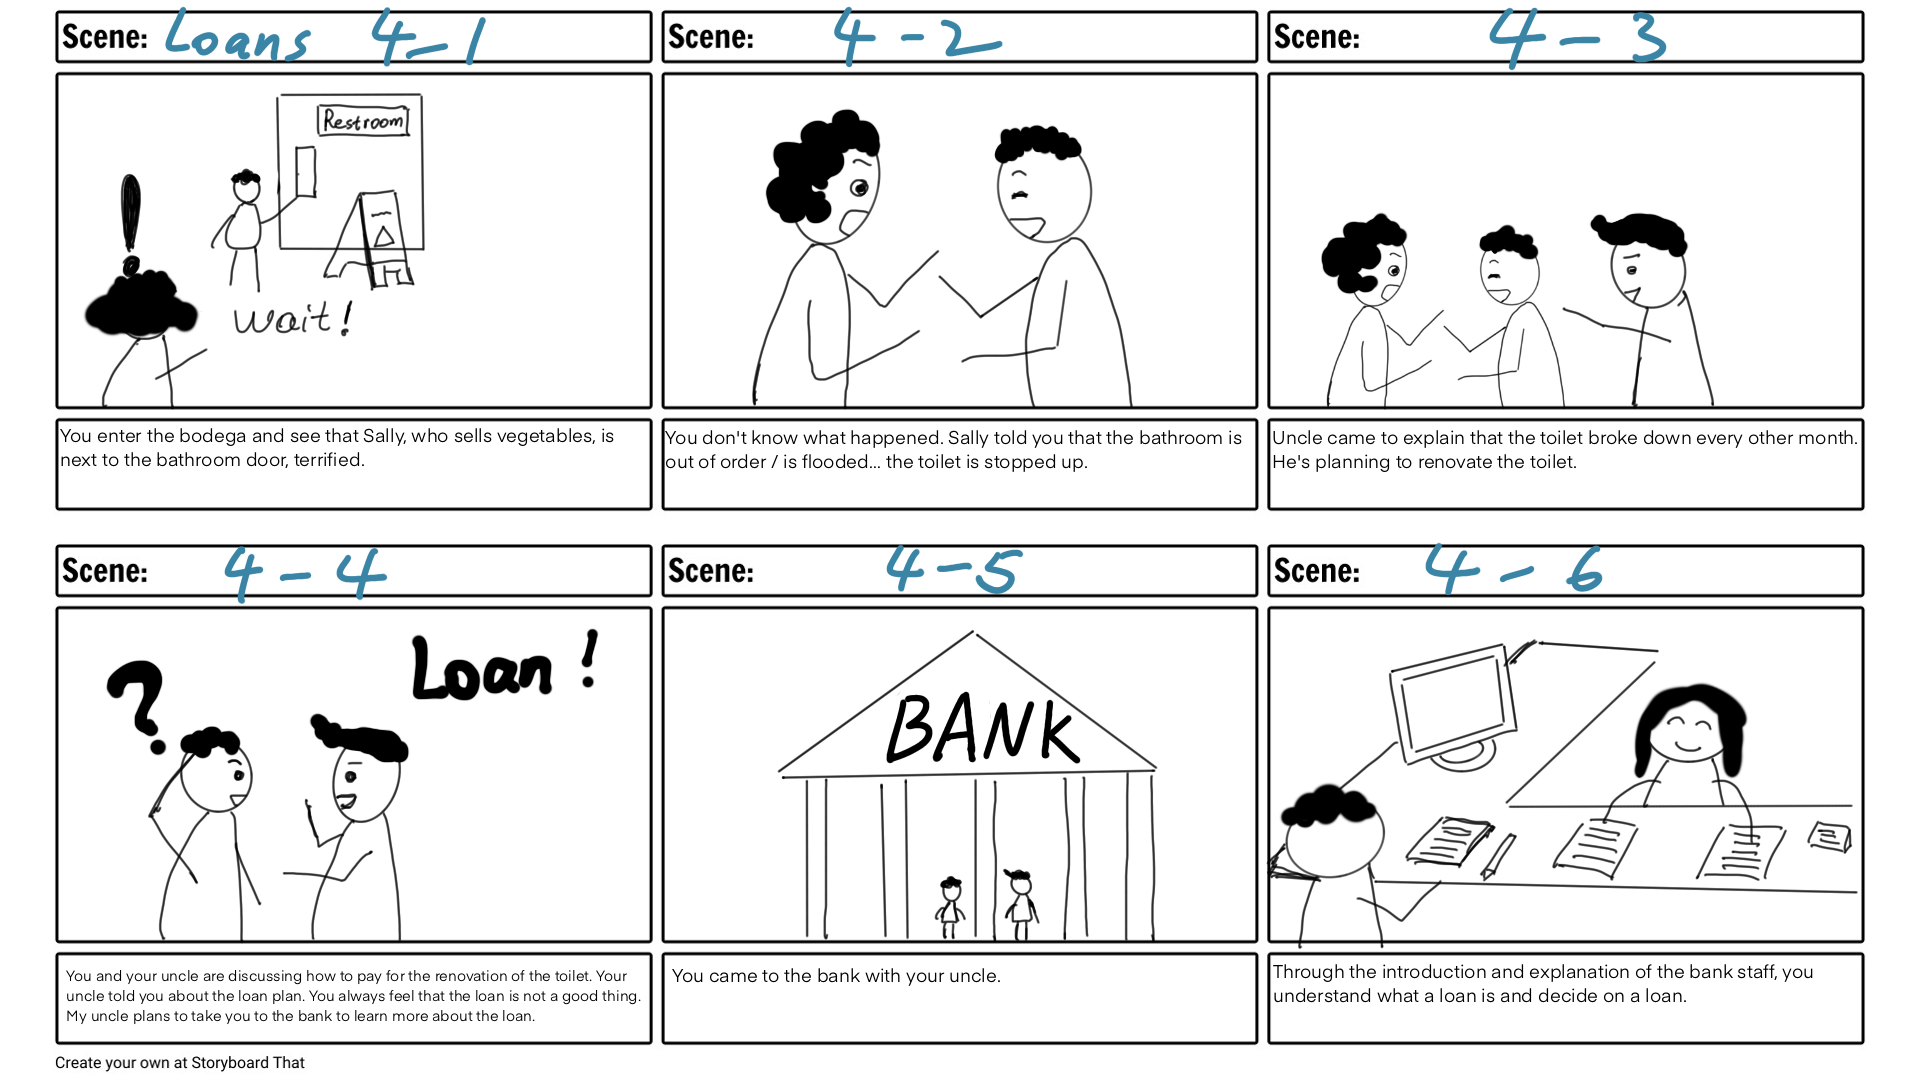 Scene: Loans 4-1
Scene: 4-2
Scene: 4-3
Restroom
Wait!
You enter the bodega and see that Sally, who sells vegetables, is
next to the bathroom door, terrified.
You don't know what happened. Sally told you that the bathroom is
out of order / is flooded... the toilet is stopped up.
Uncle came to explain that the toilet broke down every other month.
He's planning to renovate the toilet.
Scene: 4-4
Scene: 4-5
Scene: 4-6
? Loan!
BANK
You and your uncle are discussing how to pay for the renovation of the toilet. Your
uncle told you about the loan plan. You always feel that the loan is not a good thing.
My uncle plans to take you to the bank to learn more about the loan.
You came to the bank with your uncle.
Through the introduction and explanation of the bank staff, you
understand what a loan is and decide on a loan.
Create your own at Storyboard That